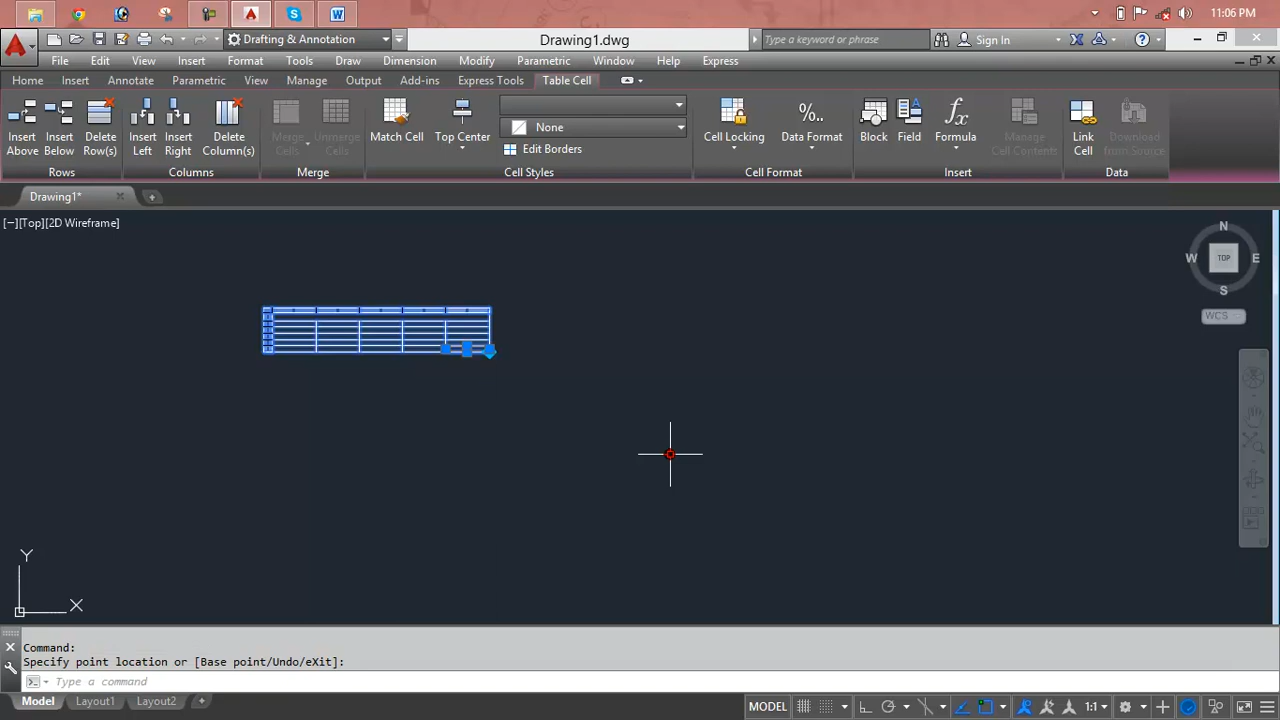 11:06 PM
Drafting & Annotation
Drawing1.dwg
Type a keyword or phrase
Sign In
File Edit View Insert Format Tools Draw Dimension Modify Parametric Window Help Express
Home Insert Annotate Parametric View Manage Output Add-ins Express Tools Table Cell
Insert Above
Insert Below
Delete Row(s)
Insert Left
Insert Right
Delete Column(s)
Merge Cells
Unmerge Cells
Match Cell
Top Center
None
Edit Borders
Cell Locking
%..
Data Format
Block
Field
fx
Formula
Manage Cell Contents
Link Cell
Download from Source
Rows Columns Merge Cell Styles Cell Format Insert Data
Drawing1*
[−][Top][2D Wireframe]
N
W TOP E
S
WCS
Y
X
Command:
Specify point location or [Base point/Undo/eXit]:
Type a command
Model Layout1 Layout2 +
MODEL
1:1